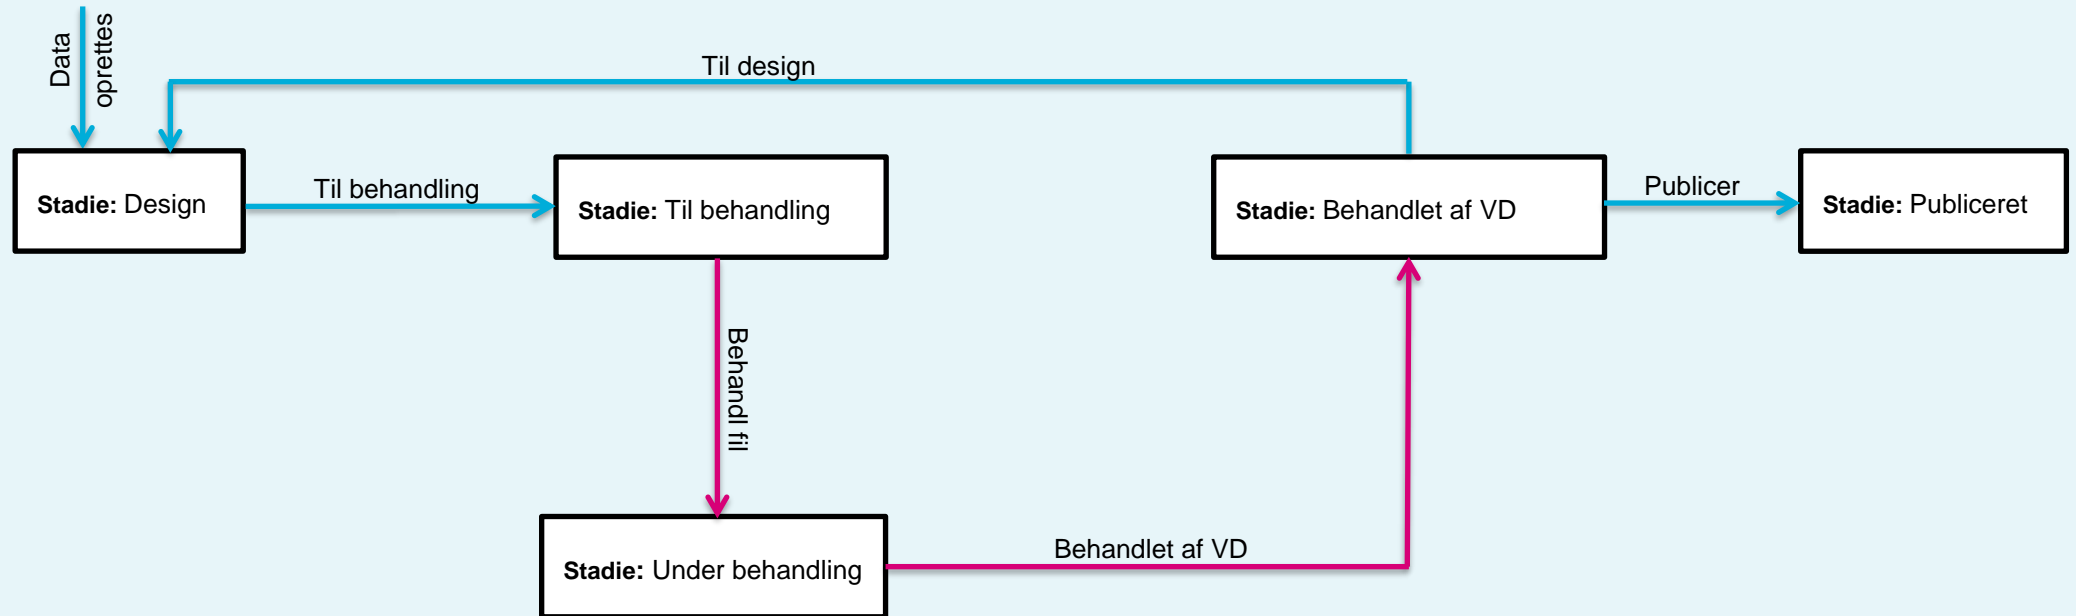 Data
oprettes
Til design
Stadie: Design
Til behandling
Stadie: Til behandling
Stadie: Behandlet af VD
Publicer
Stadie: Publiceret
Behandl fil
Stadie: Under behandling
Behandlet af VD